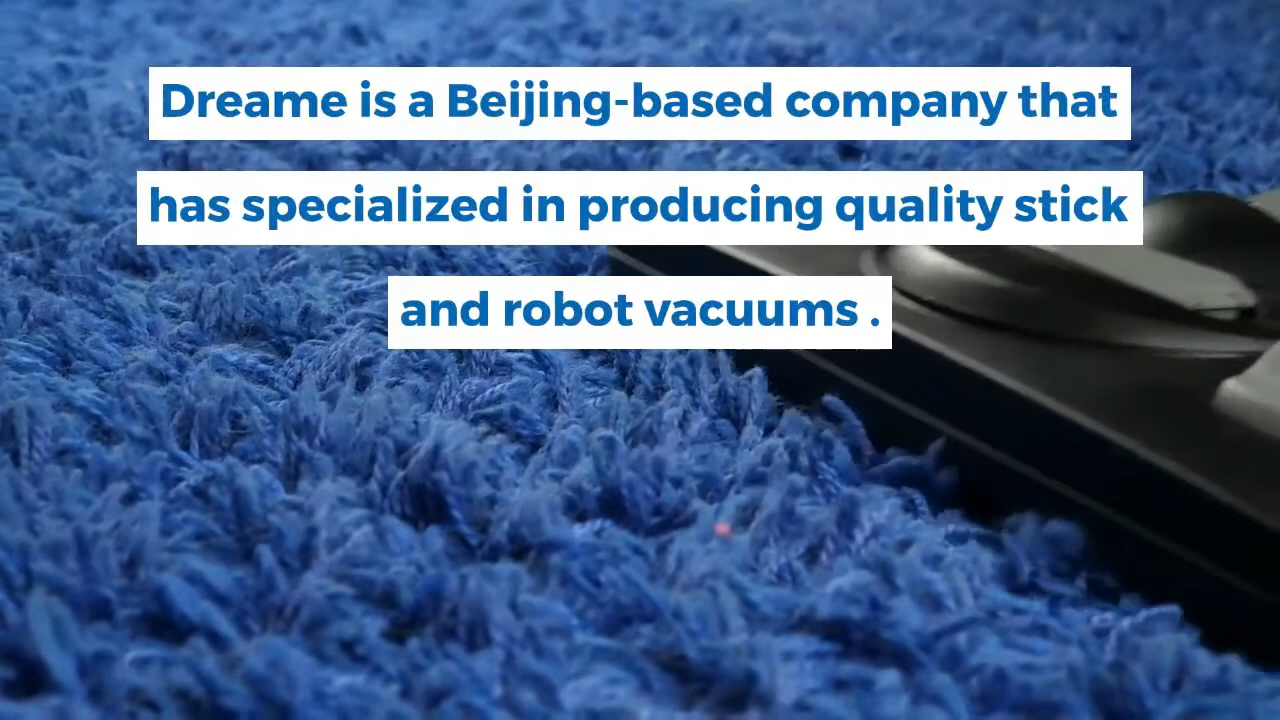 Dreame is a Beijing-based company that
has specialized in producing quality stick
and robot vacuums .